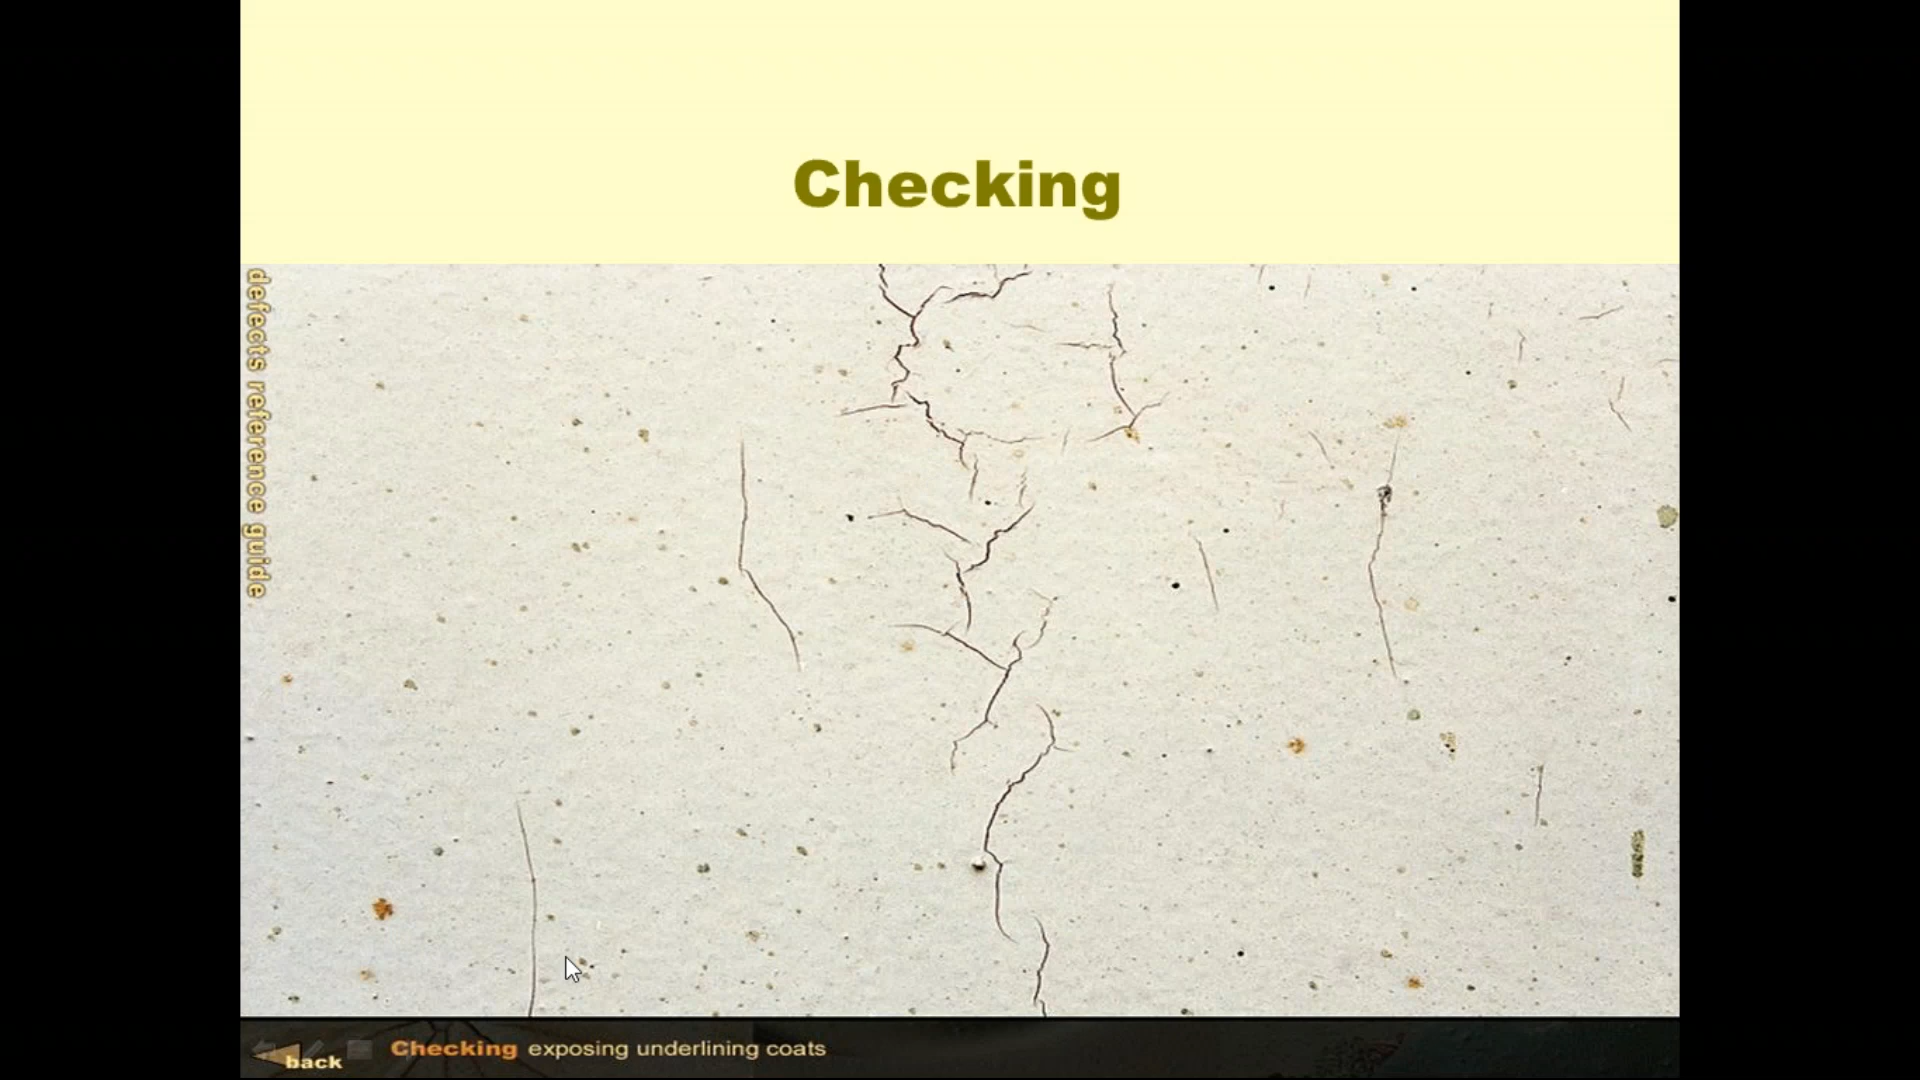 Checking
defects reference guide
back
Checking exposing underlining coats